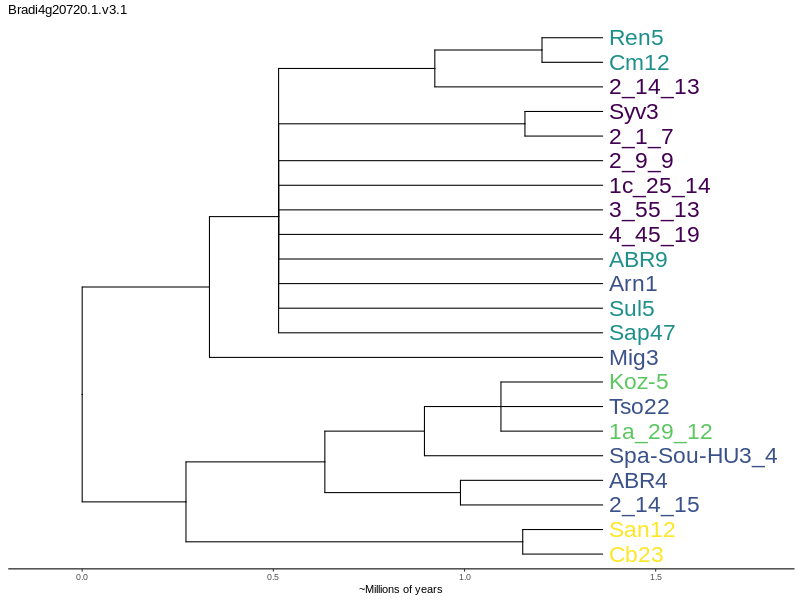 Bradi4g20720.1.v3.1
Ren5
Cm12
2_14_13
Syv3
2_1_7
2_9_9
1c_25_14
3_55_13
4_45_19
ABR9
Arn1
Sul5
Sap47
Mig3
Koz-5
Tso22
1a_29_12
Spa-Sou-HU3_4
ABR4
2_14_15
San12
Cb23
0.0 0.5 1.0 1.5
~Millions of years